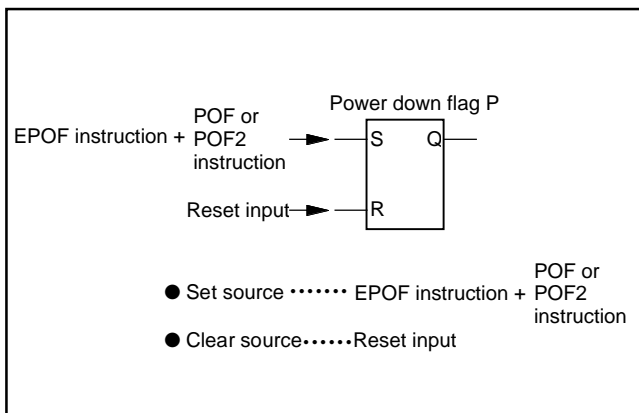 Power down flag P
EPOF instruction + POF or
POF2
instruction
S Q
Reset input
R
● Set source ······· EPOF instruction + POF or
POF2
instruction
● Clear source ······ Reset input